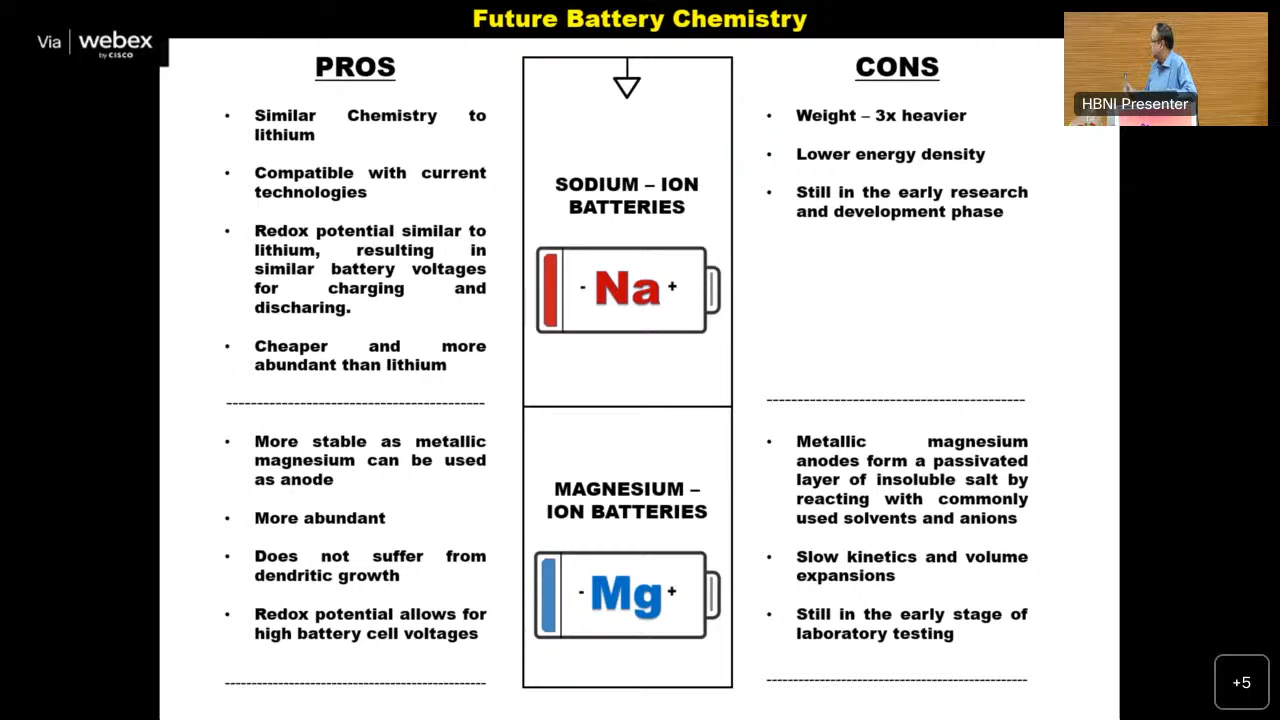 Future Battery Chemistry
Via | webex
by CISCO
HBNI Presenter
PROS
• Similar Chemistry to
lithium
• Compatible with current
technologies
• Redox potential similar to
lithium, resulting in
similar battery voltages
for charging and
discharing.
• Cheaper and more
abundant than lithium
SODIUM – ION
BATTERIES
- Na +
CONS
• Weight – 3x heavier
• Lower energy density
• Still in the early research
and development phase
• More stable as metallic
magnesium can be used
as anode
• More abundant
• Does not suffer from
dendritic growth
• Redox potential allows for
high battery cell voltages
MAGNESIUM –
ION BATTERIES
- Mg +
• Metallic magnesium
anodes form a passivated
layer of insoluble salt by
reacting with commonly
used solvents and anions
• Slow kinetics and volume
expansions
• Still in the early stage of
laboratory testing
+5